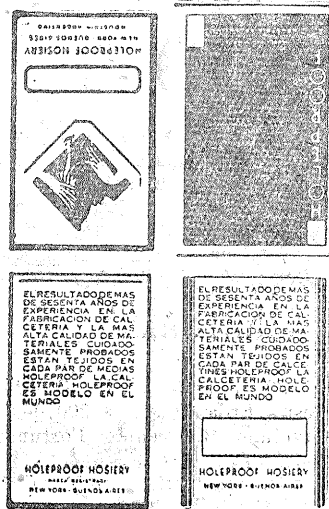 HOLEPROOF HOSIERY
NEW YORK · BUENOS AIRES
HOLEPROOF
EL RESULTADO DE MAS
DE SESENTA AÑOS DE
EXPERIENCIA EN LA
FABRICACION DE CAL-
CETERIA Y LA MAS
ALTA CALIDAD DE MA-
TERIALES CUIDADO-
SAMENTE PROBADOS
ESTAN TEJIDOS EN
CADA PAR DE MEDIAS
HOLEPROOF LA CAL-
CETERIA HOLEPROOF
ES MODELO EN EL
MUNDO
HOLEPROOF HOSIERY
MARCA REGISTRADA
NEW YORK · BUENOS AIRES
EL RESULTADO DE MAS
DE SESENTA AÑOS DE
EXPERIENCIA EN LA
FABRICACION DE CAL-
CETERIA Y LA MAS
ALTA CALIDAD DE MA-
TERIALES CUIDADO-
SAMENTE PROBADOS
ESTAN TEJIDOS EN
CADA PAR DE CALCE-
TINES HOLEPROOF LA
CALCETERIA HOLE-
PROOF ES MODELO
EN EL MUNDO
HOLEPROOF HOSIERY
NEW YORK · BUENOS AIRES